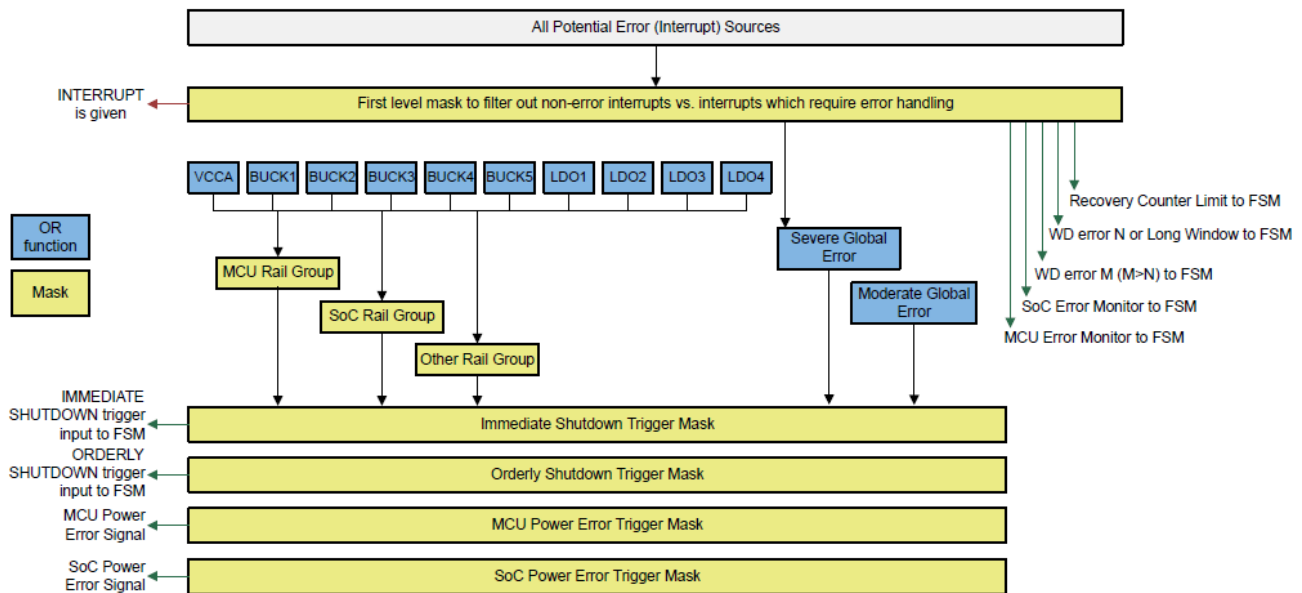 All Potential Error (Interrupt) Sources
INTERRUPT
is given
First level mask to filter out non-error interrupts vs. interrupts which require error handling
VCCA
BUCK1
BUCK2
BUCK3
BUCK4
BUCK5
LDO1
LDO2
LDO3
LDO4
Recovery Counter Limit to FSM
OR
function
Severe Global
Error
WD error N or Long Window to FSM
MCU Rail Group
WD error M (M>N) to FSM
Mask
Moderate Global
Error
SoC Error Monitor to FSM
SoC Rail Group
MCU Error Monitor to FSM
Other Rail Group
IMMEDIATE
SHUTDOWN trigger
input to FSM
Immediate Shutdown Trigger Mask
ORDERLY
SHUTDOWN trigger
input to FSM
Orderly Shutdown Trigger Mask
MCU Power
Error Signal
MCU Power Error Trigger Mask
SoC Power
Error Signal
SoC Power Error Trigger Mask